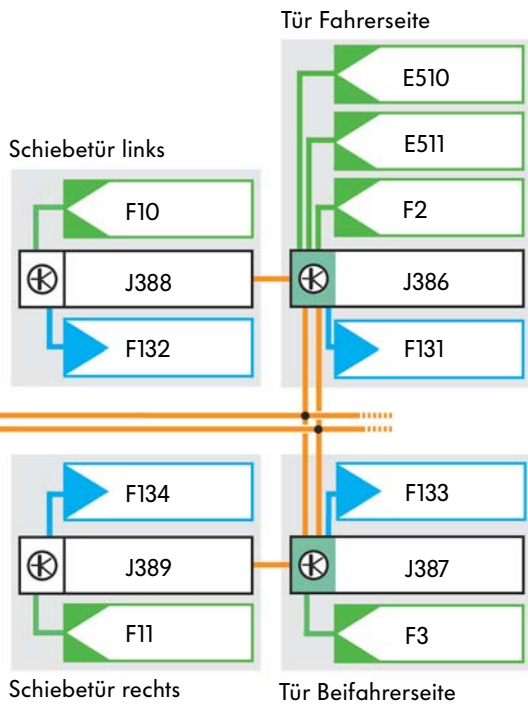 Tür Fahrerseite
E510
E511
Schiebetür links
F10
F2
J388
J386
F132
F131
F134
F133
J389
J387
F11
F3
Schiebetür rechts
Tür Beifahrerseite